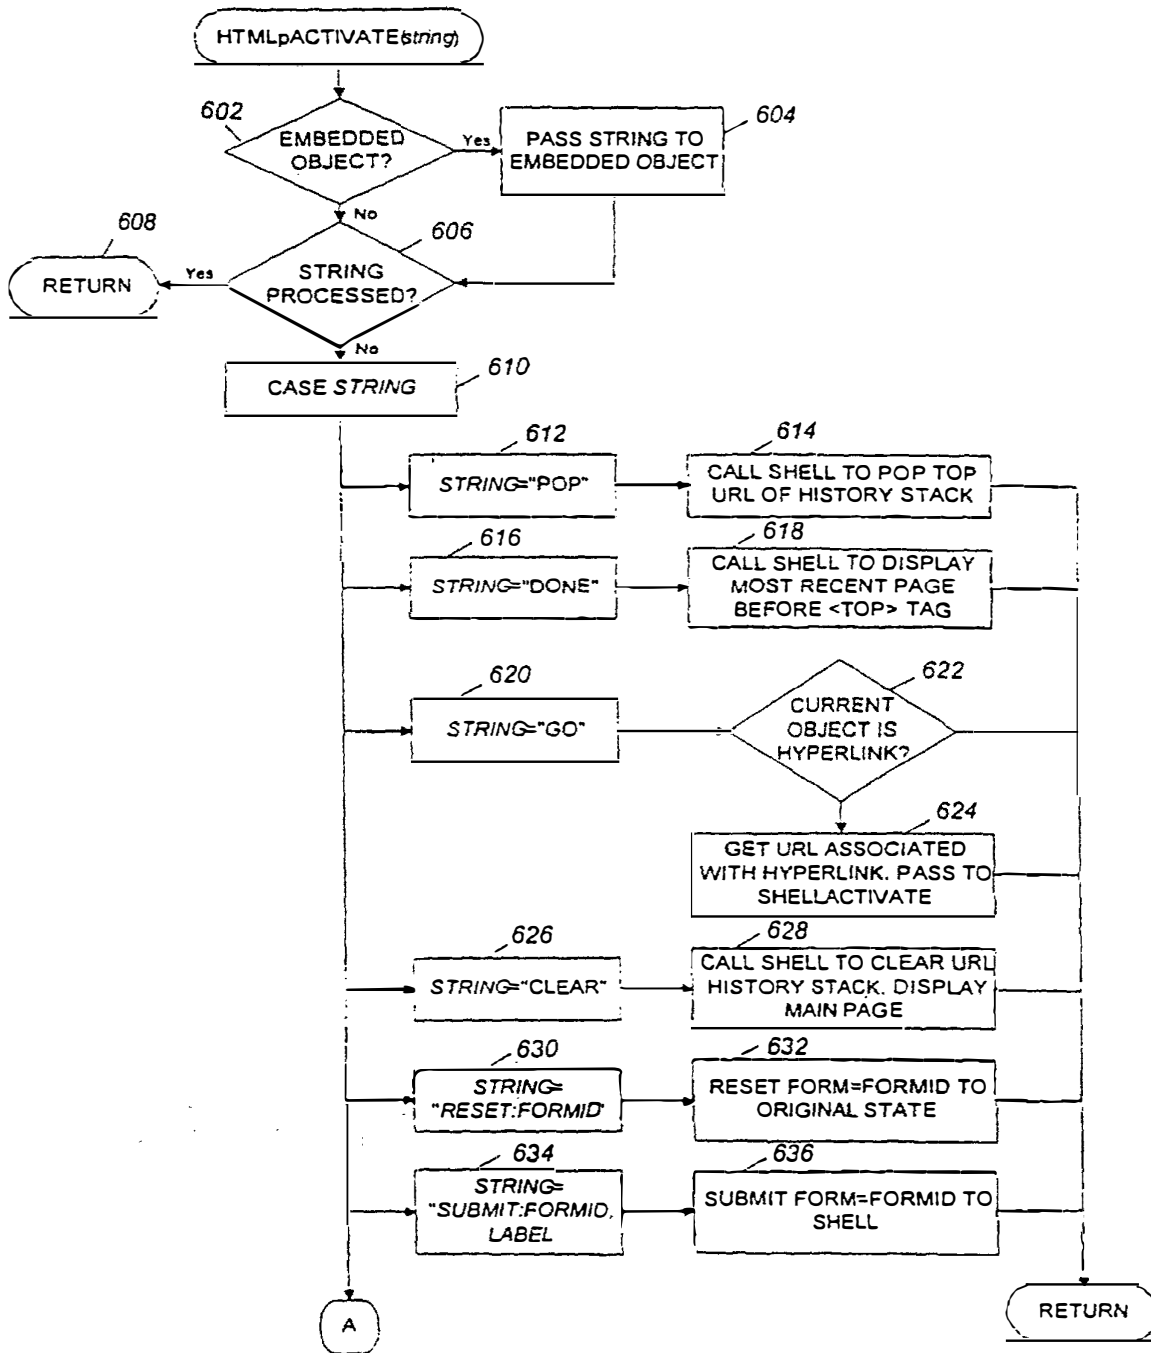 HTMLpACTIVATE(string)
602
EMBEDDED
OBJECT?
Yes
604
PASS STRING TO
EMBEDDED OBJECT
No
608
RETURN
Yes
606
STRING
PROCESSED?
No
610
CASE STRING
612
STRING="POP"
614
CALL SHELL TO POP TOP
URL OF HISTORY STACK
616
STRING="DONE"
618
CALL SHELL TO DISPLAY
MOST RECENT PAGE
BEFORE <TOP> TAG
620
STRING="GO"
622
CURRENT
OBJECT IS
HYPERLINK?
624
GET URL ASSOCIATED
WITH HYPERLINK. PASS TO
SHELLACTIVATE
626
STRING="CLEAR"
628
CALL SHELL TO CLEAR URL
HISTORY STACK. DISPLAY
MAIN PAGE
630
STRING=
"RESET:FORMID"
632
RESET FORM=FORMID TO
ORIGINAL STATE
634
STRING=
"SUBMIT:FORMID,
LABEL
636
SUBMIT FORM=FORMID TO
SHELL
A
RETURN